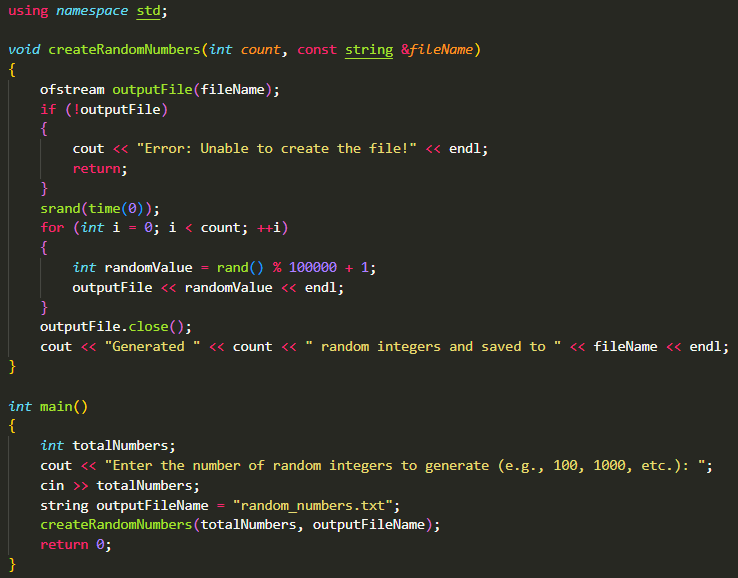 using namespace std;
void createRandomNumbers(int count, const string &fileName)
{
    ofstream outputFile(fileName);
    if (!outputFile)
    {
        cout << "Error: Unable to create the file!" << endl;
        return;
    }
    srand(time(0));
    for (int i = 0; i < count; ++i)
    {
        int randomValue = rand() % 100000 + 1;
        outputFile << randomValue << endl;
    }
    outputFile.close();
    cout << "Generated " << count << " random integers and saved to " << fileName << endl;
}
int main()
{
    int totalNumbers;
    cout << "Enter the number of random integers to generate (e.g., 100, 1000, etc.): ";
    cin >> totalNumbers;
    string outputFileName = "random_numbers.txt";
    createRandomNumbers(totalNumbers, outputFileName);
    return 0;
}